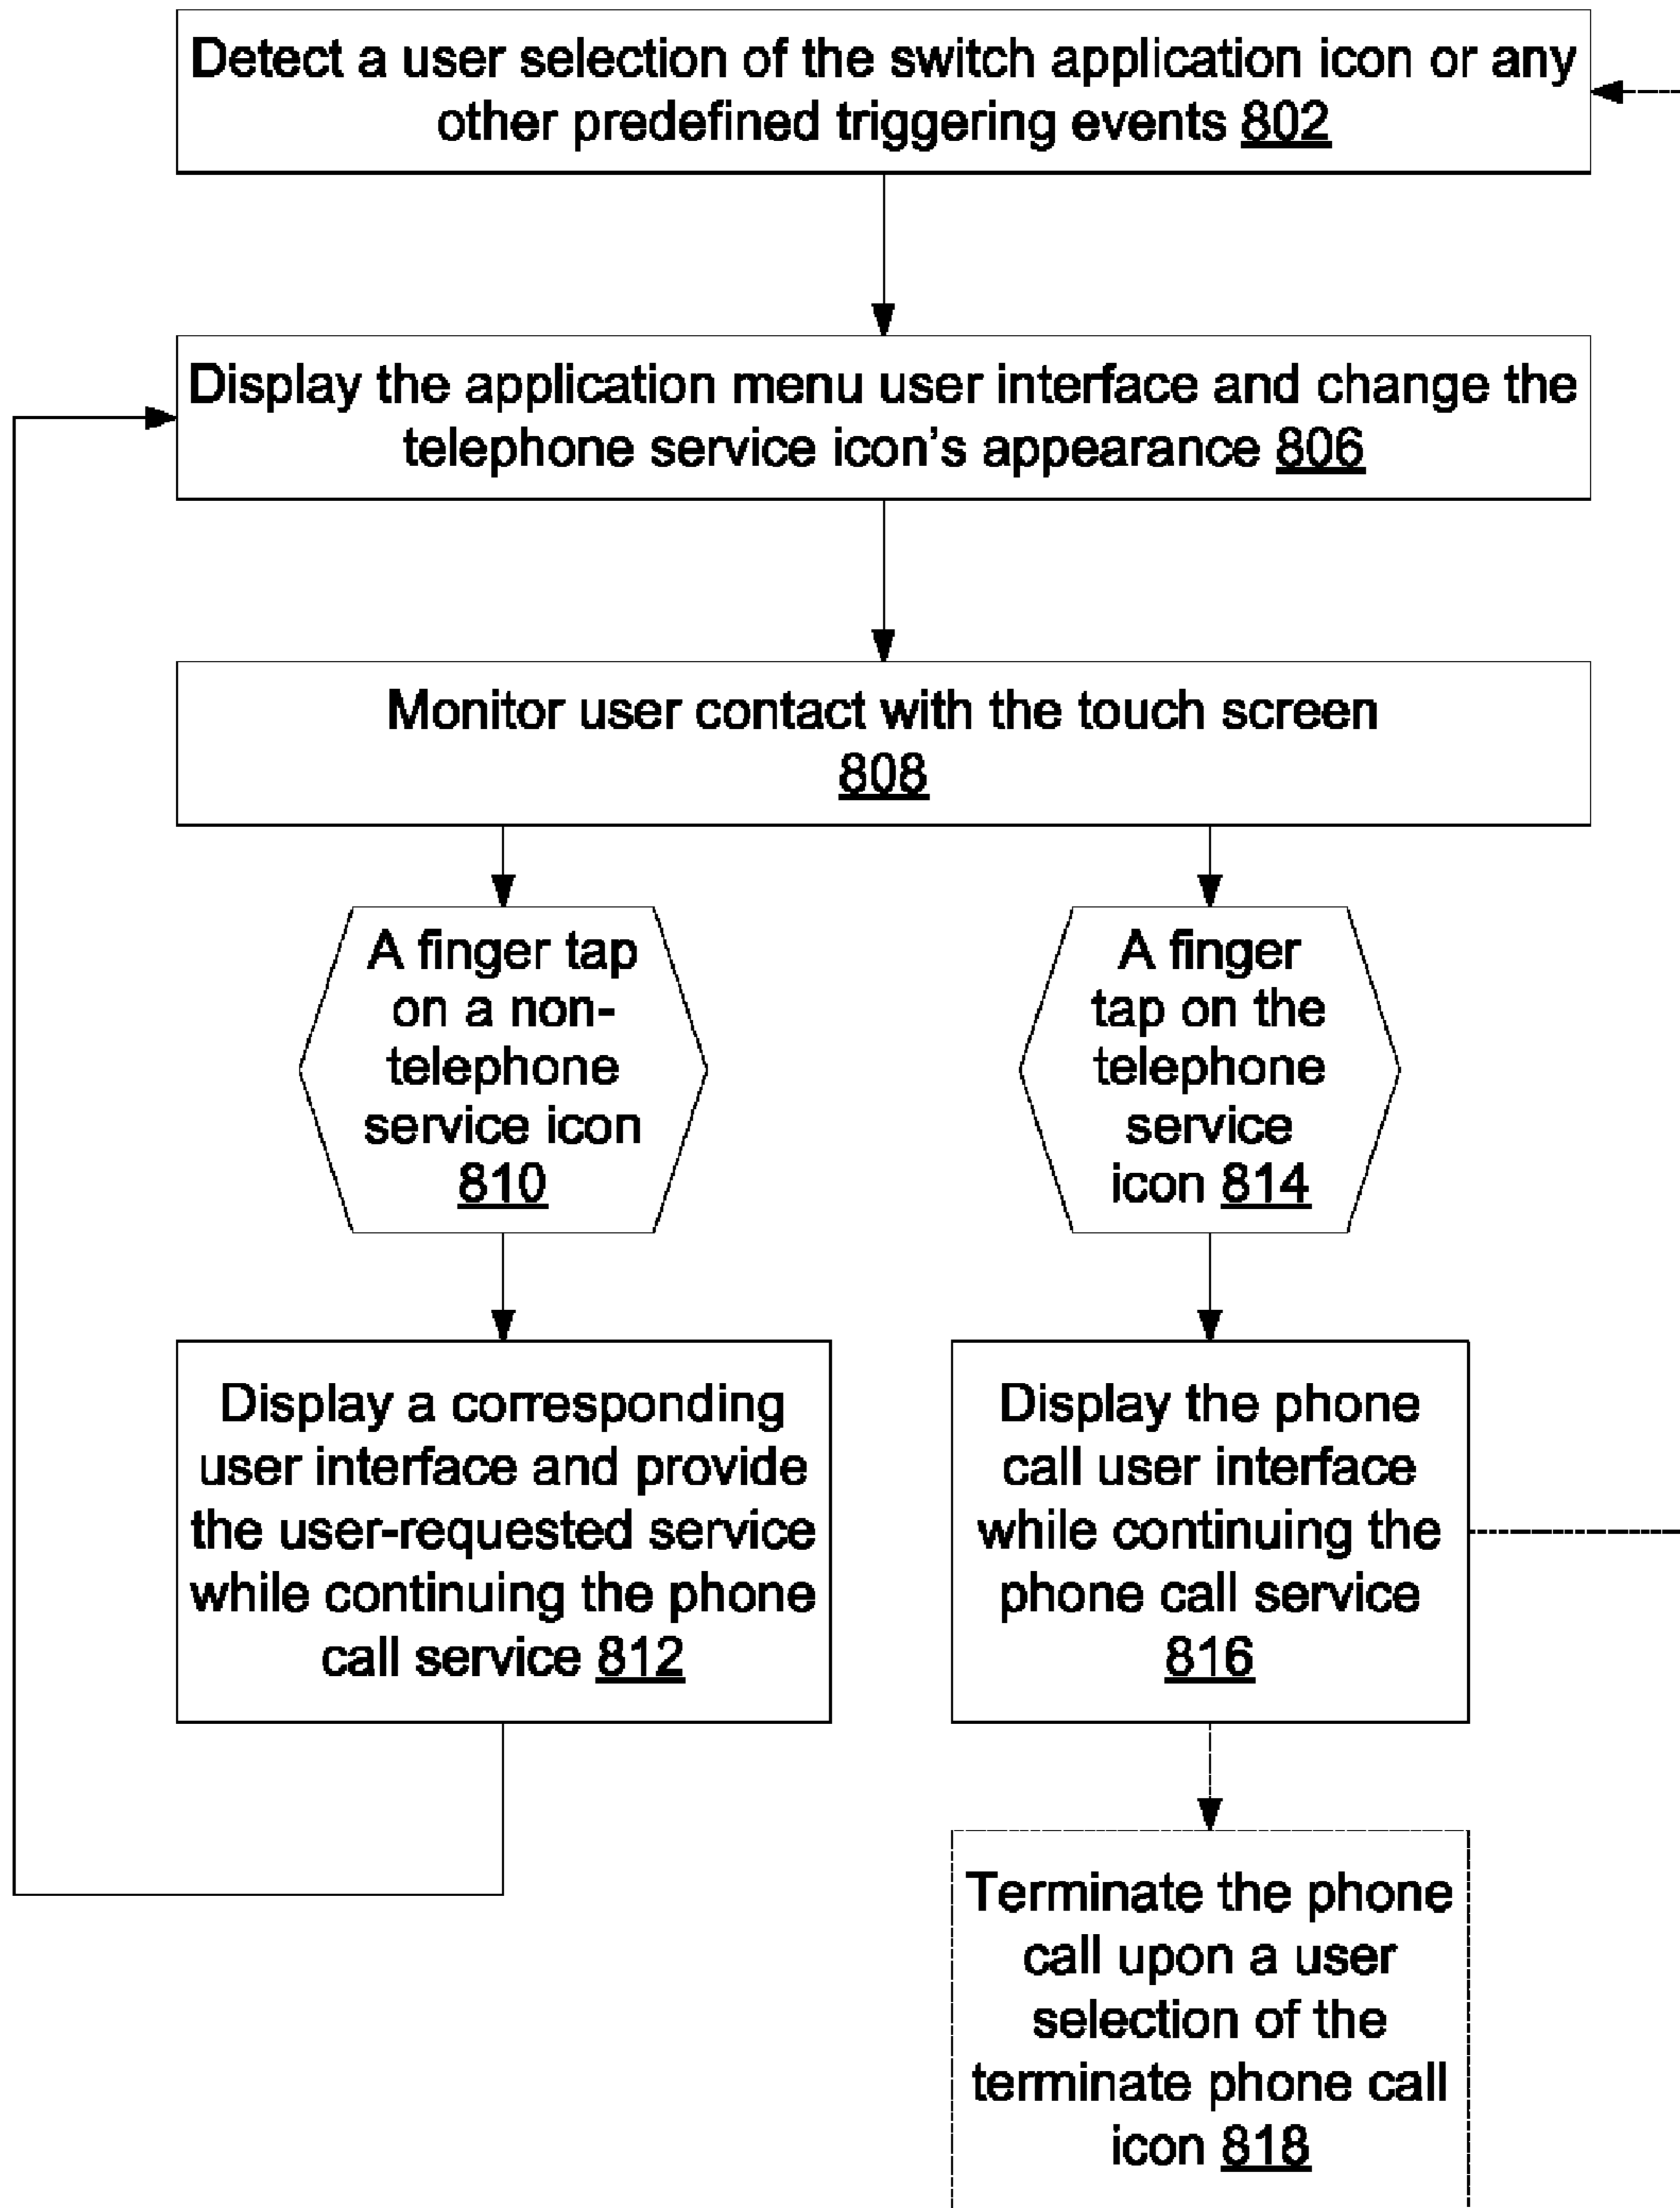 Detect a user selection of the switch application icon or any
other predefined triggering events 802
Display the application menu user interface and change the
telephone service icon’s appearance 806
Monitor user contact with the touch screen
808
A finger tap
on a non-
telephone
service icon
810
A finger
tap on the
telephone
service
icon 814
Display a corresponding
user interface and provide
the user-requested service
while continuing the phone
call service 812
Display the phone
call user interface
while continuing the
phone call service
816
Terminate the phone
call upon a user
selection of the
terminate phone call
icon 818